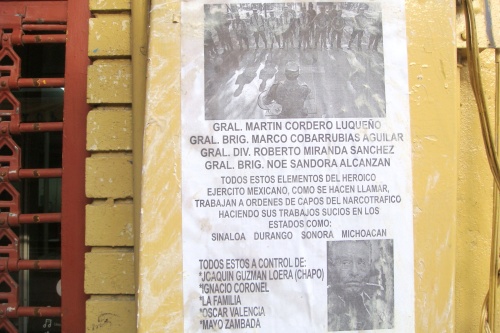 GRAL. MARTIN CORDERO LUQUEÑO
GRAL. BRIG. MARCO COBARRUBIAS AGUILAR
GRAL. DIV. ROBERTO MIRANDA SANCHEZ
GRAL. BRIG. NOE SANDORA ALCANZAN
TODOS ESTOS ELEMENTOS DEL HEROICO
EJERCITO MEXICANO, COMO SE HACEN LLAMAR,
TRABAJAN A ORDENES DE CAPOS DEL NARCOTRAFICO
HACIENDO SUS TRABAJOS SUCIOS EN LOS
ESTADOS COMO:
SINALOA DURANGO SONORA MICHOACAN
TODOS ESTOS A CONTROL DE:
*JOAQUIN GUZMAN LOERA (CHAPO)
*IGNACIO CORONEL
*LA FAMILIA
*OSCAR VALENCIA
*MAYO ZAMBADA